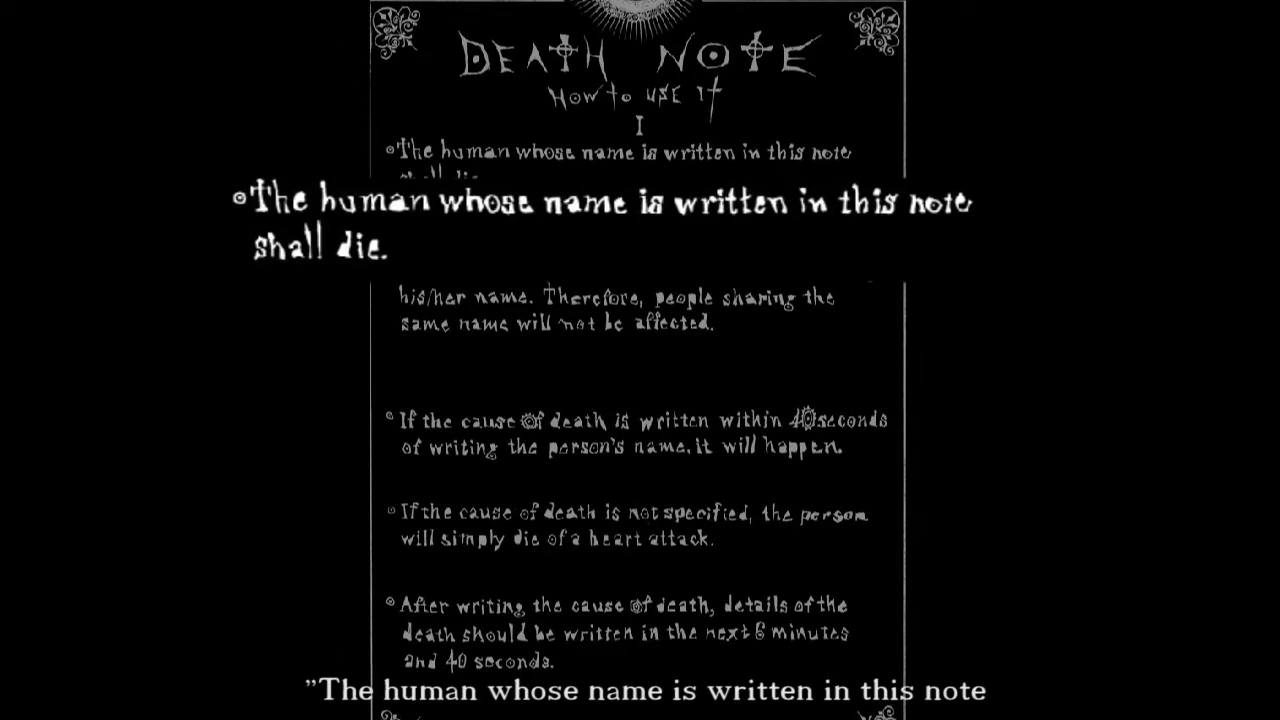 DEATH NOTE
How to use it
I
The human whose name is written in this note
shall die.
The human whose name is written in this note
shall die.
his/her name. Therefore, people sharing the
same name will not be affected.
If the cause of death is written within 40 seconds
of writing the person's name, it will happen.
If the cause of death is not specified, the person
will simply die of a heart attack.
After writing the cause of death, details of the
death should be written in the next 6 minutes
and 40 seconds.
"The human whose name is written in this note